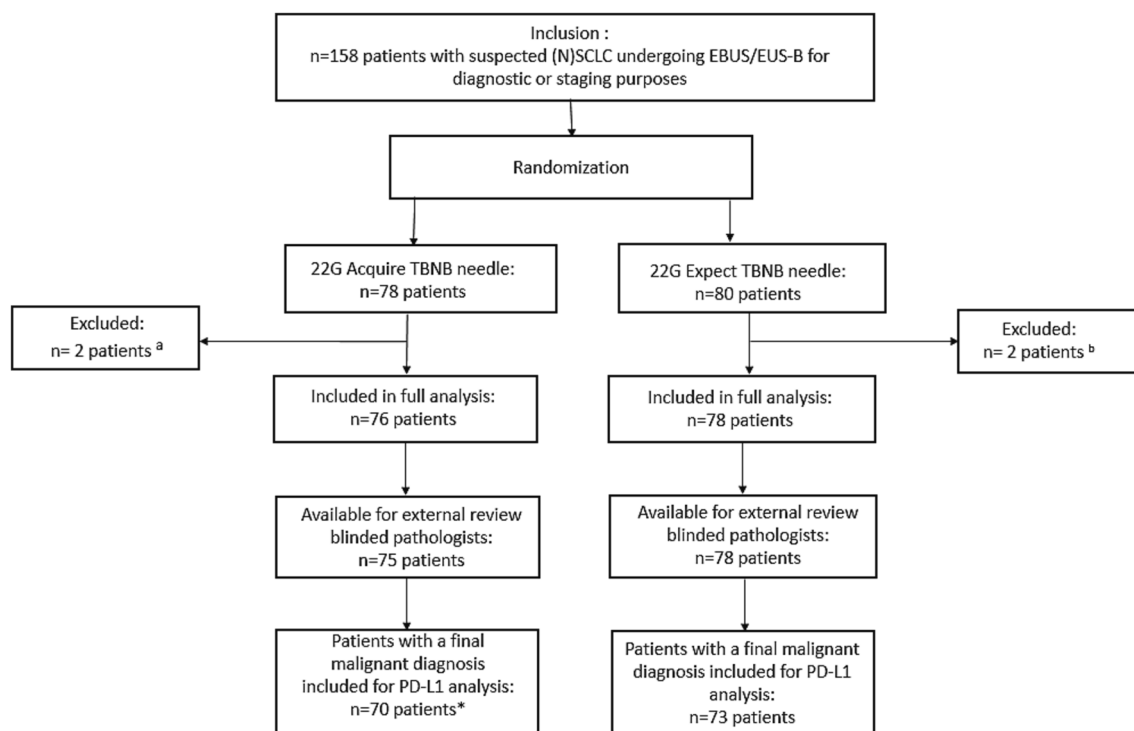 Inclusion :
n=158 patients with suspected (N)SCLC undergoing EBUS/EUS-B for
diagnostic or staging purposes
Randomization
22G Acquire TBNB needle:
n=78 patients
22G Expect TBNB needle:
n=80 patients
Excluded:
n= 2 patients a
Excluded:
n= 2 patients b
Included in full analysis:
n=76 patients
Included in full analysis:
n=78 patients
Available for external review
blinded pathologists:
n=75 patients
Available for external review
blinded pathologists:
n=78 patients
Patients with a final
malignant diagnosis
included for PD-L1 analysis:
n=70 patients*
Patients with a final malignant
diagnosis included for PD-L1
analysis:
n=73 patients